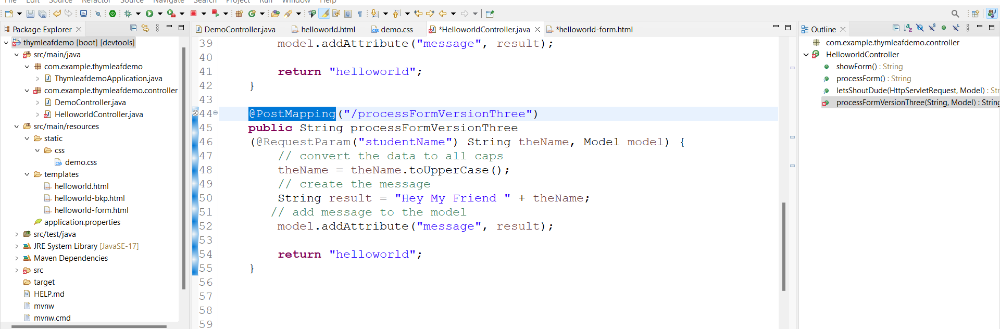 File Edit Source Refactor Source Navigate Search Project Run Window Help
Package Explorer
thymleafdemo [boot] [devtools]
src/main/java
com.example.thymleafdemo
ThymleafdemoApplication.java
com.example.thymleafdemo.controller
DemoController.java
HelloworldController.java
src/main/resources
static
css
demo.css
templates
helloworld.html
helloworld-bkp.html
helloworld-form.html
application.properties
src/test/java
JRE System Library [JavaSE-17]
Maven Dependencies
src
target
HELP.md
mvnw
mvnw.cmd
DemoController.java helloworld.html demo.css *HelloworldController.java *helloworld-form.html
39 model.addAttribute("message", result);
40
41 return "helloworld";
42 }
43
44 @PostMapping("/processFormVersionThree")
45 public String processFormVersionThree
46 (@RequestParam("studentName") String theName, Model model) {
47 // convert the data to all caps
48 theName = theName.toUpperCase();
49 // create the message
50 String result = "Hey My Friend " + theName;
51 // add message to the model
52 model.addAttribute("message", result);
53
54 return "helloworld";
55 }
56
57
58
59
Outline
com.example.thymleafdemo.controller
HelloworldController
showForm() : String
processForm() : String
letsShoutDude(HttpServletRequest, Model) : Str
processFormVersionThree(String, Model) : String